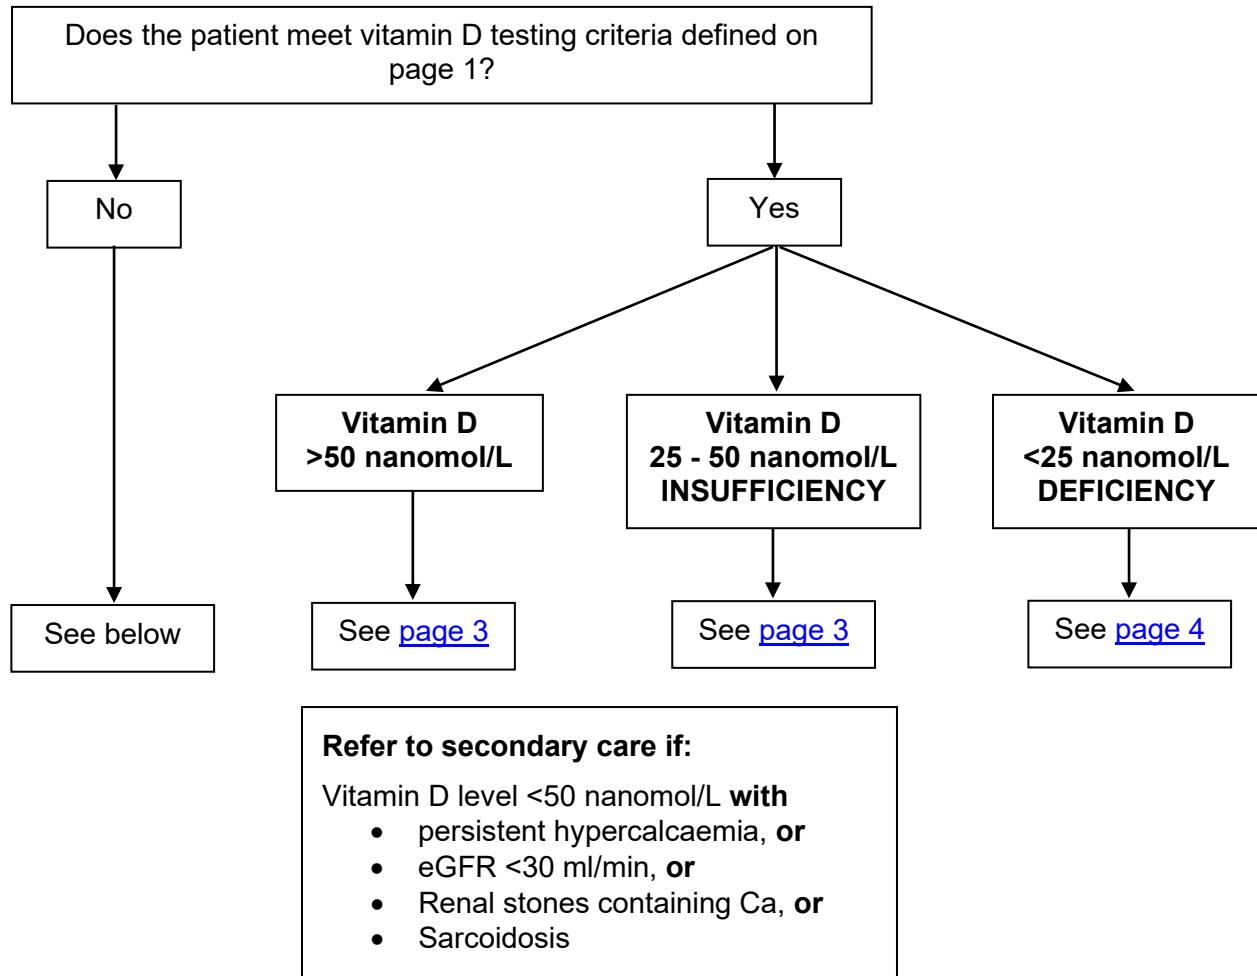 Does the patient meet vitamin D testing criteria defined on
page 1?
No
Yes
Vitamin D
>50 nanomol/L
Vitamin D
25 - 50 nanomol/L
INSUFFICIENCY
Vitamin D
<25 nanomol/L
DEFICIENCY
See below
See page 3
See page 3
See page 4
Refer to secondary care if:
Vitamin D level <50 nanomol/L with
• persistent hypercalcaemia, or
• eGFR <30 ml/min, or
• Renal stones containing Ca, or
• Sarcoidosis